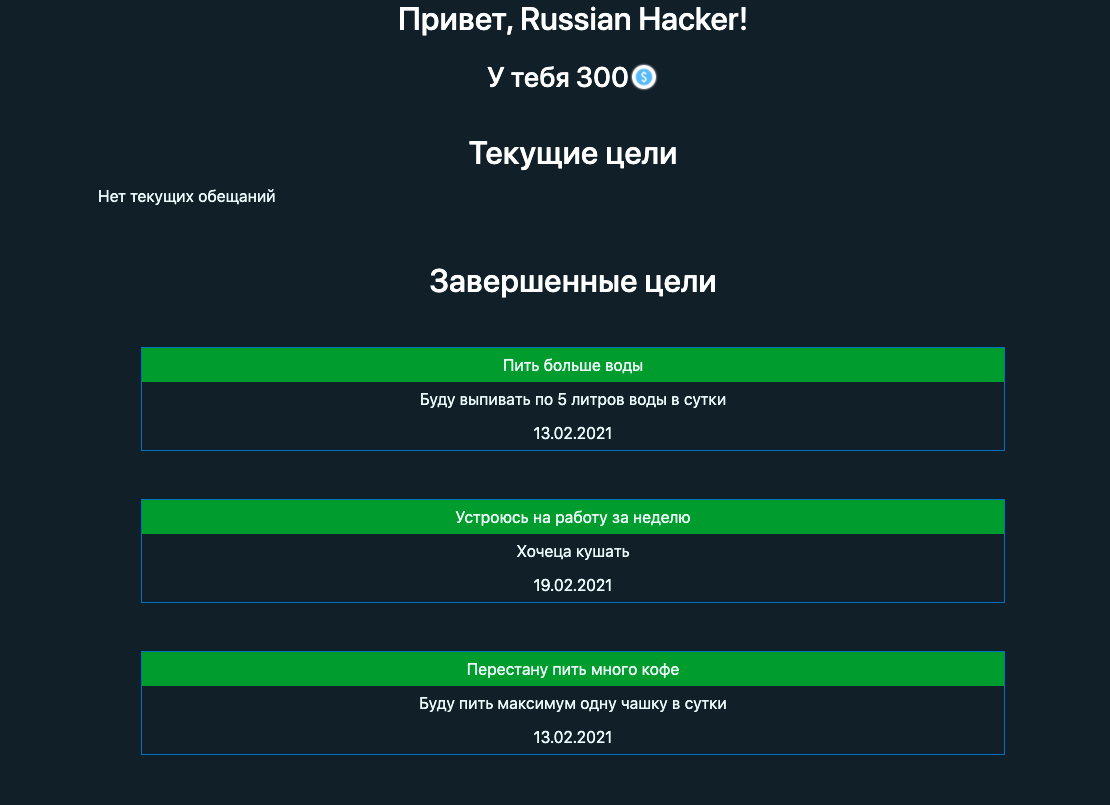 Привет, Russian Hacker!
У тебя 300
Текущие цели
Нет текущих обещаний
Завершенные цели
Пить больше воды
Буду выпивать по 5 литров воды в сутки
13.02.2021
Устроюсь на работу за неделю
Хочеца кушать
19.02.2021
Перестану пить много кофе
Буду пить максимум одну чашку в сутки
13.02.2021